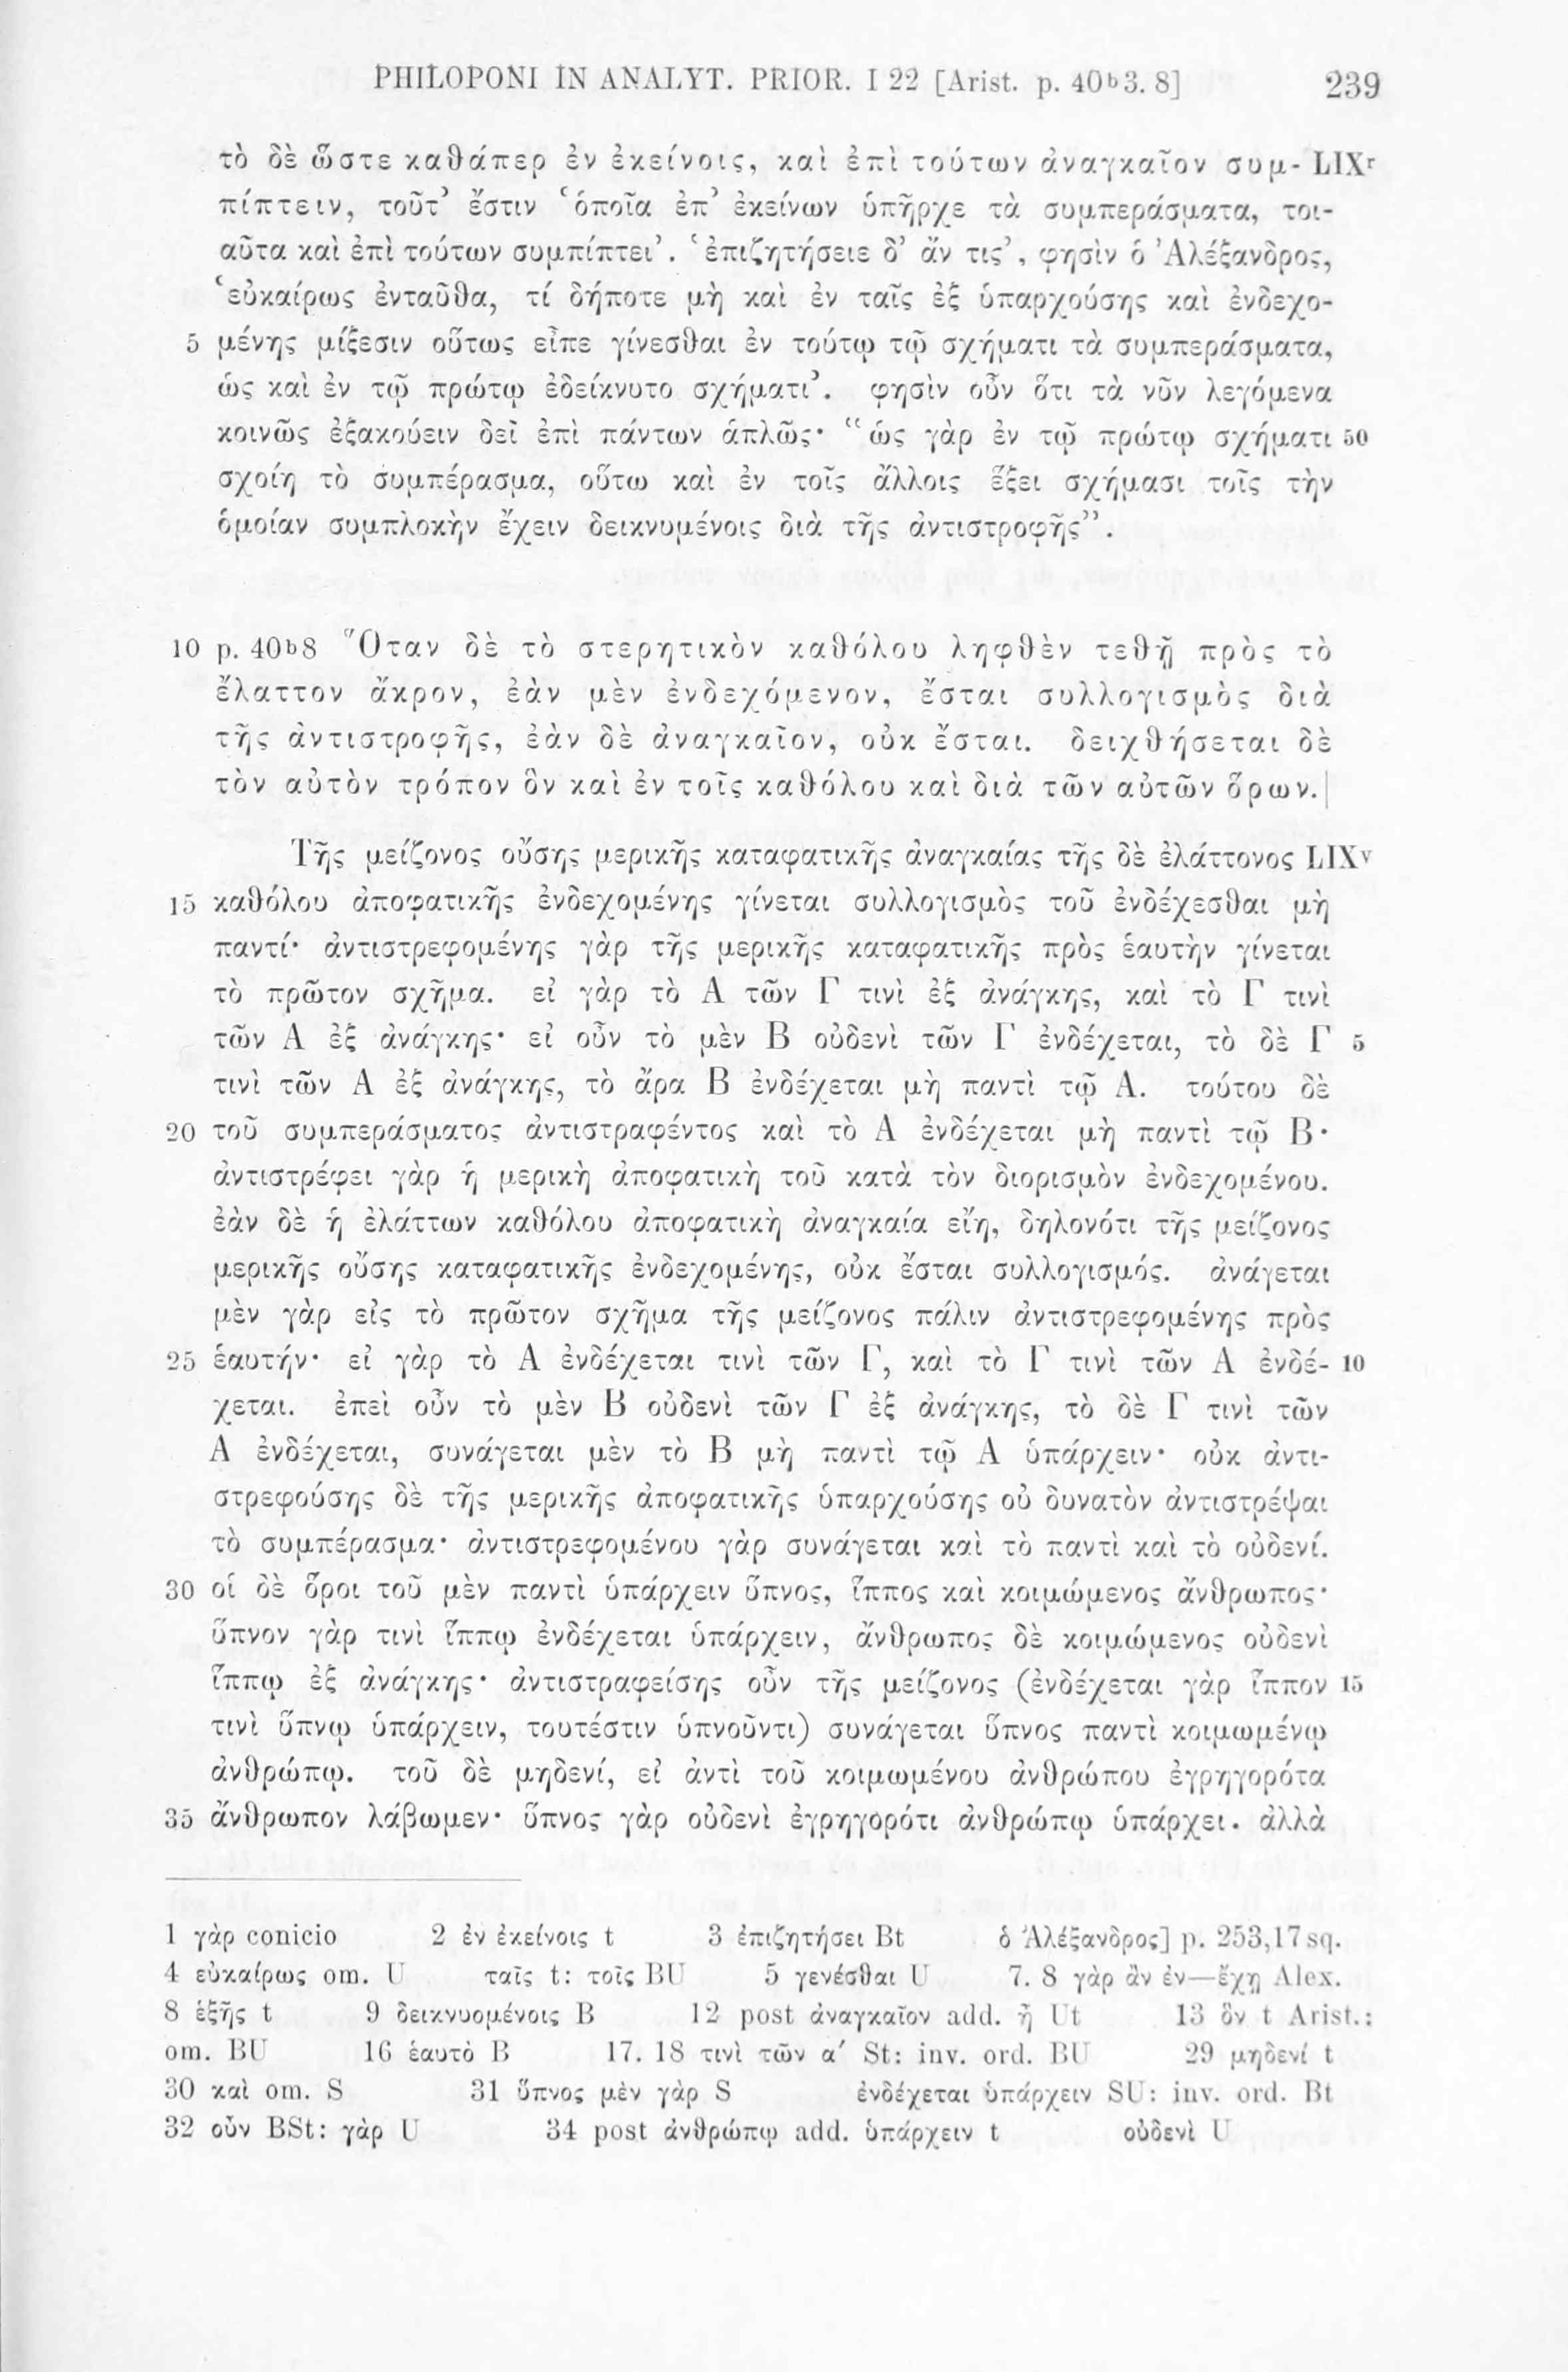 PHILOPONI IN ANALYT. PRIOR. I 22 [Arist. p. 40ᵇ3. 8] 239
τὸ δὲ ὥστε καθάπερ ἐν ἐκείνοις, καὶ ἐπὶ τούτων ἀναγκαῖον συμ- LIXʳ
πίπτειν, τοῦτ’ ἔστιν ‘ὁποῖα ἐπ’ ἐκείνων ὑπῆρχε τὰ συμπεράσματα, τοι-
αῦτα καὶ ἐπὶ τούτων συμπίπτει’. ‘ἐπιζητήσειε δ’ ἄν τις’, φησὶν ὁ Ἀλέξανδρος,
‘εὐκαίρως ἐνταῦθα, τί δήποτε μὴ καὶ ἐν ταῖς ἐξ ὑπαρχούσης καὶ ἐνδεχο-
5 μένης μίξεσιν οὕτως εἶπε γίνεσθαι ἐν τούτῳ τῷ σχήματι τὰ συμπεράσματα,
ὡς καὶ ἐν τῷ πρώτῳ ἐδείκνυτο σχήματι’. φησὶν οὖν ὅτι τὰ νῦν λεγόμενα
κοινῶς ἐξακούειν δεῖ ἐπὶ πάντων ἁπλῶς· “ὡς γὰρ ἐν τῷ πρώτῳ σχήματι 50
σχοίη τὸ συμπέρασμα, οὕτω καὶ ἐν τοῖς ἄλλοις ἕξει σχήμασι τοῖς τὴν
ὁμοίαν συμπλοκὴν ἔχειν δεικνυμένοις διὰ τῆς ἀντιστροφῆς”.
10 p. 40ᵇ8 Ὅταν δὲ τὸ στερητικὸν καθόλου ληφθὲν τεθῇ πρὸς τὸ
ἔλαττον ἄκρον, ἐὰν μὲν ἐνδεχόμενον, ἔσται συλλογισμὸς διὰ
τῆς ἀντιστροφῆς, ἐὰν δὲ ἀναγκαῖον, οὐκ ἔσται. δειχθήσεται δὲ
τὸν αὐτὸν τρόπον ὃν καὶ ἐν τοῖς καθόλου καὶ διὰ τῶν αὐτῶν ὅρων.|
Τῆς μείζονος οὔσης μερικῆς καταφατικῆς ἀναγκαίας τῆς δὲ ἐλάττονος LIXᵛ
15 καθόλου ἀποφατικῆς ἐνδεχομένης γίνεται συλλογισμὸς τοῦ ἐνδέχεσθαι μὴ
παντί· ἀντιστρεφομένης γὰρ τῆς μερικῆς καταφατικῆς πρὸς ἑαυτὴν γίνεται
τὸ πρῶτον σχῆμα. εἰ γὰρ τὸ Α τῶν Γ τινὶ ἐξ ἀνάγκης, καὶ τὸ Γ τινὶ
τῶν Α ἐξ ἀνάγκης· εἰ οὖν τὸ μὲν Β οὐδενὶ τῶν Γ ἐνδέχεται, τὸ δὲ Γ 5
τινὶ τῶν Α ἐξ ἀνάγκης, τὸ ἄρα Β ἐνδέχεται μὴ παντὶ τῷ Α. τούτου δὲ
20 τοῦ συμπεράσματος ἀντιστραφέντος καὶ τὸ Α ἐνδέχεται μὴ παντὶ τῷ Β·
ἀντιστρέφει γὰρ ἡ μερικὴ ἀποφατικὴ τοῦ κατὰ τὸν διορισμὸν ἐνδεχομένου.
ἐὰν δὲ ἡ ἐλάττων καθόλου ἀποφατικὴ ἀναγκαία εἴη, δηλονότι τῆς μείζονος
μερικῆς οὔσης καταφατικῆς ἐνδεχομένης, οὐκ ἔσται συλλογισμός. ἀνάγεται
μὲν γὰρ εἰς τὸ πρῶτον σχῆμα τῆς μείζονος πάλιν ἀντιστρεφομένης πρὸς
25 ἑαυτήν· εἰ γὰρ τὸ Α ἐνδέχεται τινὶ τῶν Γ, καὶ τὸ Γ τινὶ τῶν Α ἐνδέ- 10
χεται. ἐπεὶ οὖν τὸ μὲν Β οὐδενὶ τῶν Γ ἐξ ἀνάγκης, τὸ δὲ Γ τινὶ τῶν
Α ἐνδέχεται, συνάγεται μὲν τὸ Β μὴ παντὶ τῷ Α ὑπάρχειν· οὐκ ἀντι-
στρεφούσης δὲ τῆς μερικῆς ἀποφατικῆς ὑπαρχούσης οὐ δυνατὸν ἀντιστρέψαι
τὸ συμπέρασμα· ἀντιστρεφομένου γὰρ συνάγεται καὶ τὸ παντὶ καὶ τὸ οὐδενί.
30 οἱ δὲ ὅροι τοῦ μὲν παντὶ ὑπάρχειν ὕπνος, ἵππος καὶ κοιμώμενος ἄνθρωπος·
ὕπνον γὰρ τινὶ ἵππῳ ἐνδέχεται ὑπάρχειν, ἄνθρωπος δὲ κοιμώμενος οὐδενὶ
ἵππῳ ἐξ ἀνάγκης· ἀντιστραφείσης οὖν τῆς μείζονος (ἐνδέχεται γὰρ ἵππον 15
τινὶ ὕπνῳ ὑπάρχειν, τουτέστιν ὑπνοῦντι) συνάγεται ὕπνος παντὶ κοιμωμένῳ
ἀνθρώπῳ. τοῦ δὲ μηδενί, εἰ ἀντὶ τοῦ κοιμωμένου ἀνθρώπου ἐγρηγορότα
35 ἄνθρωπον λάβωμεν· ὕπνος γὰρ οὐδενὶ ἐγρηγορότι ἀνθρώπῳ ὑπάρχει. ἀλλὰ
1 γὰρ conicio 2 ἐν ἐκείνοις t 3 ἐπιζητήσει Bt ὁ Ἀλέξανδρος] p. 253,17 sq.
4 εὐκαίρως om. U ταῖς t: τοῖς BU 5 γενέσθαι U 7. 8 γὰρ ἂν ἐν—ἔχῃ Alex.
8 ἑξῆς t 9 δεικνυομένοις B 12 post ἀναγκαῖον add. ᾖ Ut 13 ὃν t Arist.:
om. BU 16 ἑαυτὸ B 17. 18 τινὶ τῶν α′ St: inv. ord. BU 29 μηδενί t
30 καὶ om. S 31 ὕπνος μὲν γὰρ S ἐνδέχεται ὑπάρχειν SU: inv. ord. Bt
32 οὖν BSt: γὰρ U 34 post ἀνθρώπῳ add. ὑπάρχειν t οὐδενὶ U